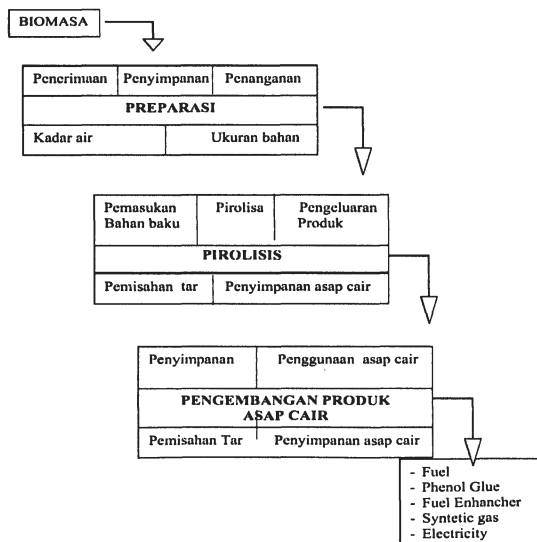 BIOMASA
Penerimaan Penyimpanan Penanganan
PREPARASI
Kadar air Ukuran bahan
Pemasukan Pirolisa Pengeluaran
Bahan baku Produk
PIROLISIS
Pemisahan tar Penyimpanan asap cair
Penyimpanan Penggunaan asap cair
PENGEMBANGAN PRODUK
ASAP CAIR
Pemisahan Tar Penyimpanan asap cair
- Fuel
- Phenol Glue
- Fuel Enhancher
- Syntetic gas
- Electricity